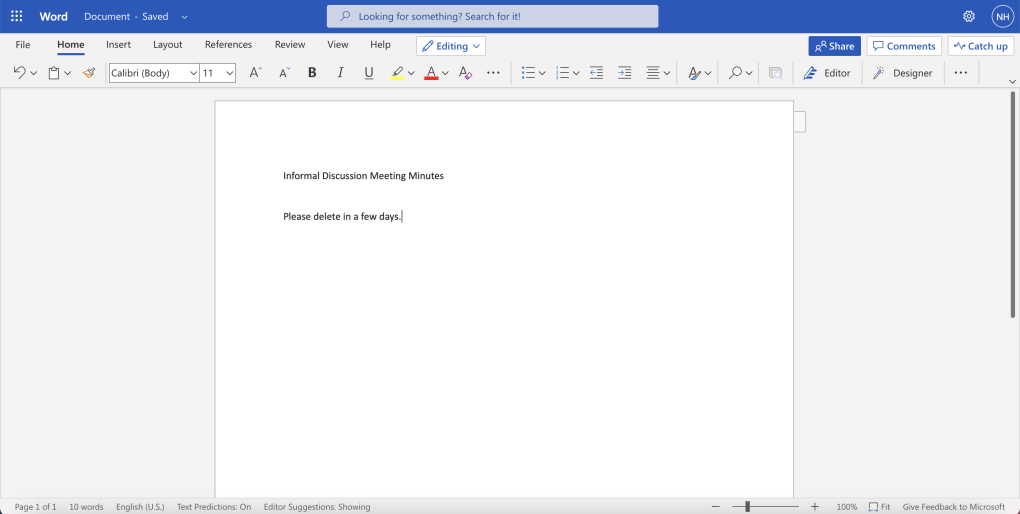 Word Document - Saved Looking for something? Search for it! NH
File Home Insert Layout References Review View Help Editing Share Comments Catch up
Calibri (Body) 11 A A B I U A A Editor Designer
Informal Discussion Meeting Minutes
Please delete in a few days.
Page 1 of 1 10 words English (U.S.) Text Predictions: On Editor Suggestions: Showing 100% Fit Give Feedback to Microsoft